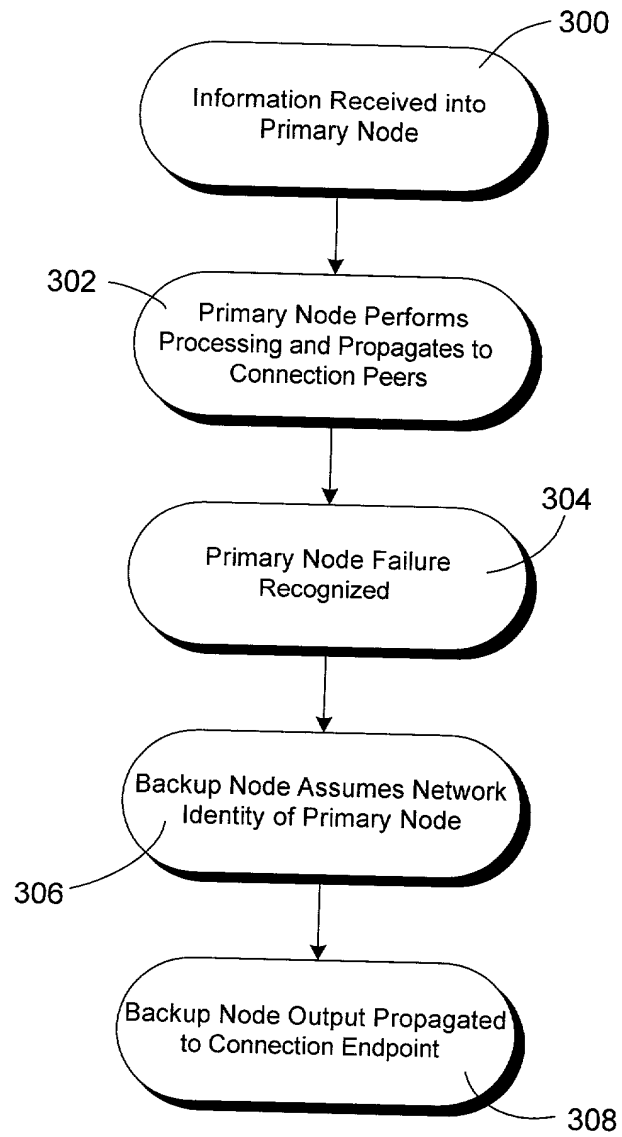 300
Information Received into
Primary Node
302
Primary Node Performs
Processing and Propagates to
Connection Peers
304
Primary Node Failure
Recognized
Backup Node Assumes Network
Identity of Primary Node
306
Backup Node Output Propagated
to Connection Endpoint
308